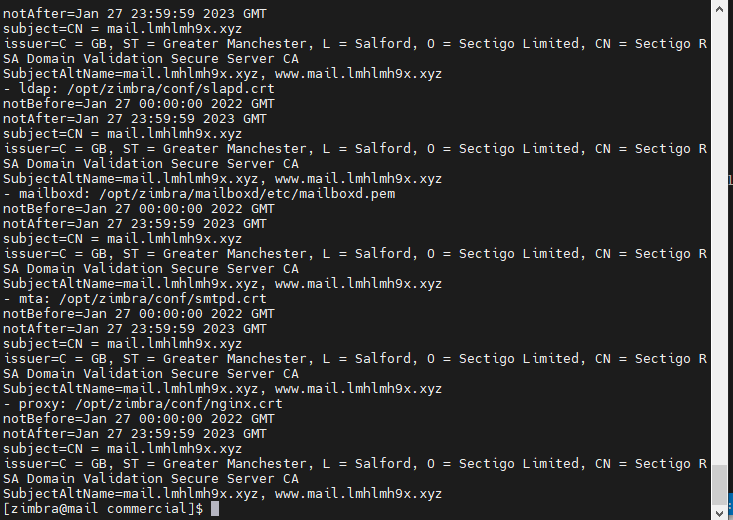 notAfter=Jan 27 23:59:59 2023 GMT
subject=CN = mail.lmhlmh9x.xyz
issuer=C = GB, ST = Greater Manchester, L = Salford, O = Sectigo Limited, CN = Sectigo R
SA Domain Validation Secure Server CA
SubjectAltName=mail.lmhlmh9x.xyz, www.mail.lmhlmh9x.xyz
- ldap: /opt/zimbra/conf/slapd.crt
notBefore=Jan 27 00:00:00 2022 GMT
notAfter=Jan 27 23:59:59 2023 GMT
subject=CN = mail.lmhlmh9x.xyz
issuer=C = GB, ST = Greater Manchester, L = Salford, O = Sectigo Limited, CN = Sectigo R
SA Domain Validation Secure Server CA
SubjectAltName=mail.lmhlmh9x.xyz, www.mail.lmhlmh9x.xyz
- mailboxd: /opt/zimbra/mailboxd/etc/mailboxd.pem
notBefore=Jan 27 00:00:00 2022 GMT
notAfter=Jan 27 23:59:59 2023 GMT
subject=CN = mail.lmhlmh9x.xyz
issuer=C = GB, ST = Greater Manchester, L = Salford, O = Sectigo Limited, CN = Sectigo R
SA Domain Validation Secure Server CA
SubjectAltName=mail.lmhlmh9x.xyz, www.mail.lmhlmh9x.xyz
- mta: /opt/zimbra/conf/smtpd.crt
notBefore=Jan 27 00:00:00 2022 GMT
notAfter=Jan 27 23:59:59 2023 GMT
subject=CN = mail.lmhlmh9x.xyz
issuer=C = GB, ST = Greater Manchester, L = Salford, O = Sectigo Limited, CN = Sectigo R
SA Domain Validation Secure Server CA
SubjectAltName=mail.lmhlmh9x.xyz, www.mail.lmhlmh9x.xyz
- proxy: /opt/zimbra/conf/nginx.crt
notBefore=Jan 27 00:00:00 2022 GMT
notAfter=Jan 27 23:59:59 2023 GMT
subject=CN = mail.lmhlmh9x.xyz
issuer=C = GB, ST = Greater Manchester, L = Salford, O = Sectigo Limited, CN = Sectigo R
SA Domain Validation Secure Server CA
SubjectAltName=mail.lmhlmh9x.xyz, www.mail.lmhlmh9x.xyz
[zimbra@mail commercial]$